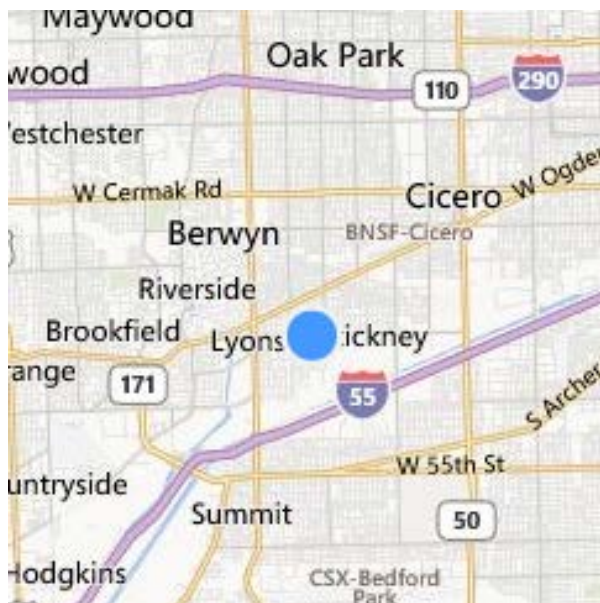 Maywood
Oak Park
wood
290
110
estchester
W Cermak Rd
Cicero
W Ogden
BNSF-Cicero
Berwyn
Riverside
Brookfield
Lyons
ickney
ange
171
55
S Archer
W 55th St
untryside
Summit
50
Hodgkins
CSX-Bedford
Park